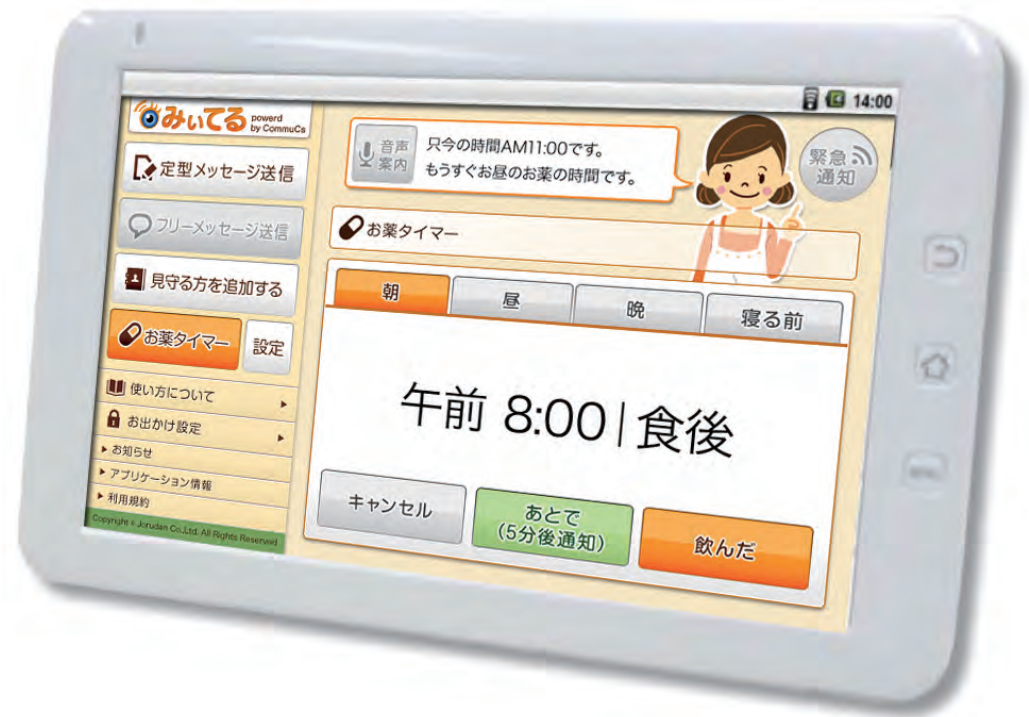 14:00
みぃてる powerd
by CommuCs
定型メッセージ送信
フリーメッセージ送信
見守る方を追加する
お薬タイマー
設定
使い方について
お出かけ設定
お知らせ
アプリケーション情報
利用規約
Copyright © Jorudan Co.,Ltd. All Rights Reserved
音声
案内
只今の時間AM11:00です。
もうすぐお昼のお薬の時間です。
緊急
通知
お薬タイマー
朝
昼
晩
寝る前
午前 8:00|食後
キャンセル
あとで
(5分後通知)
飲んだ